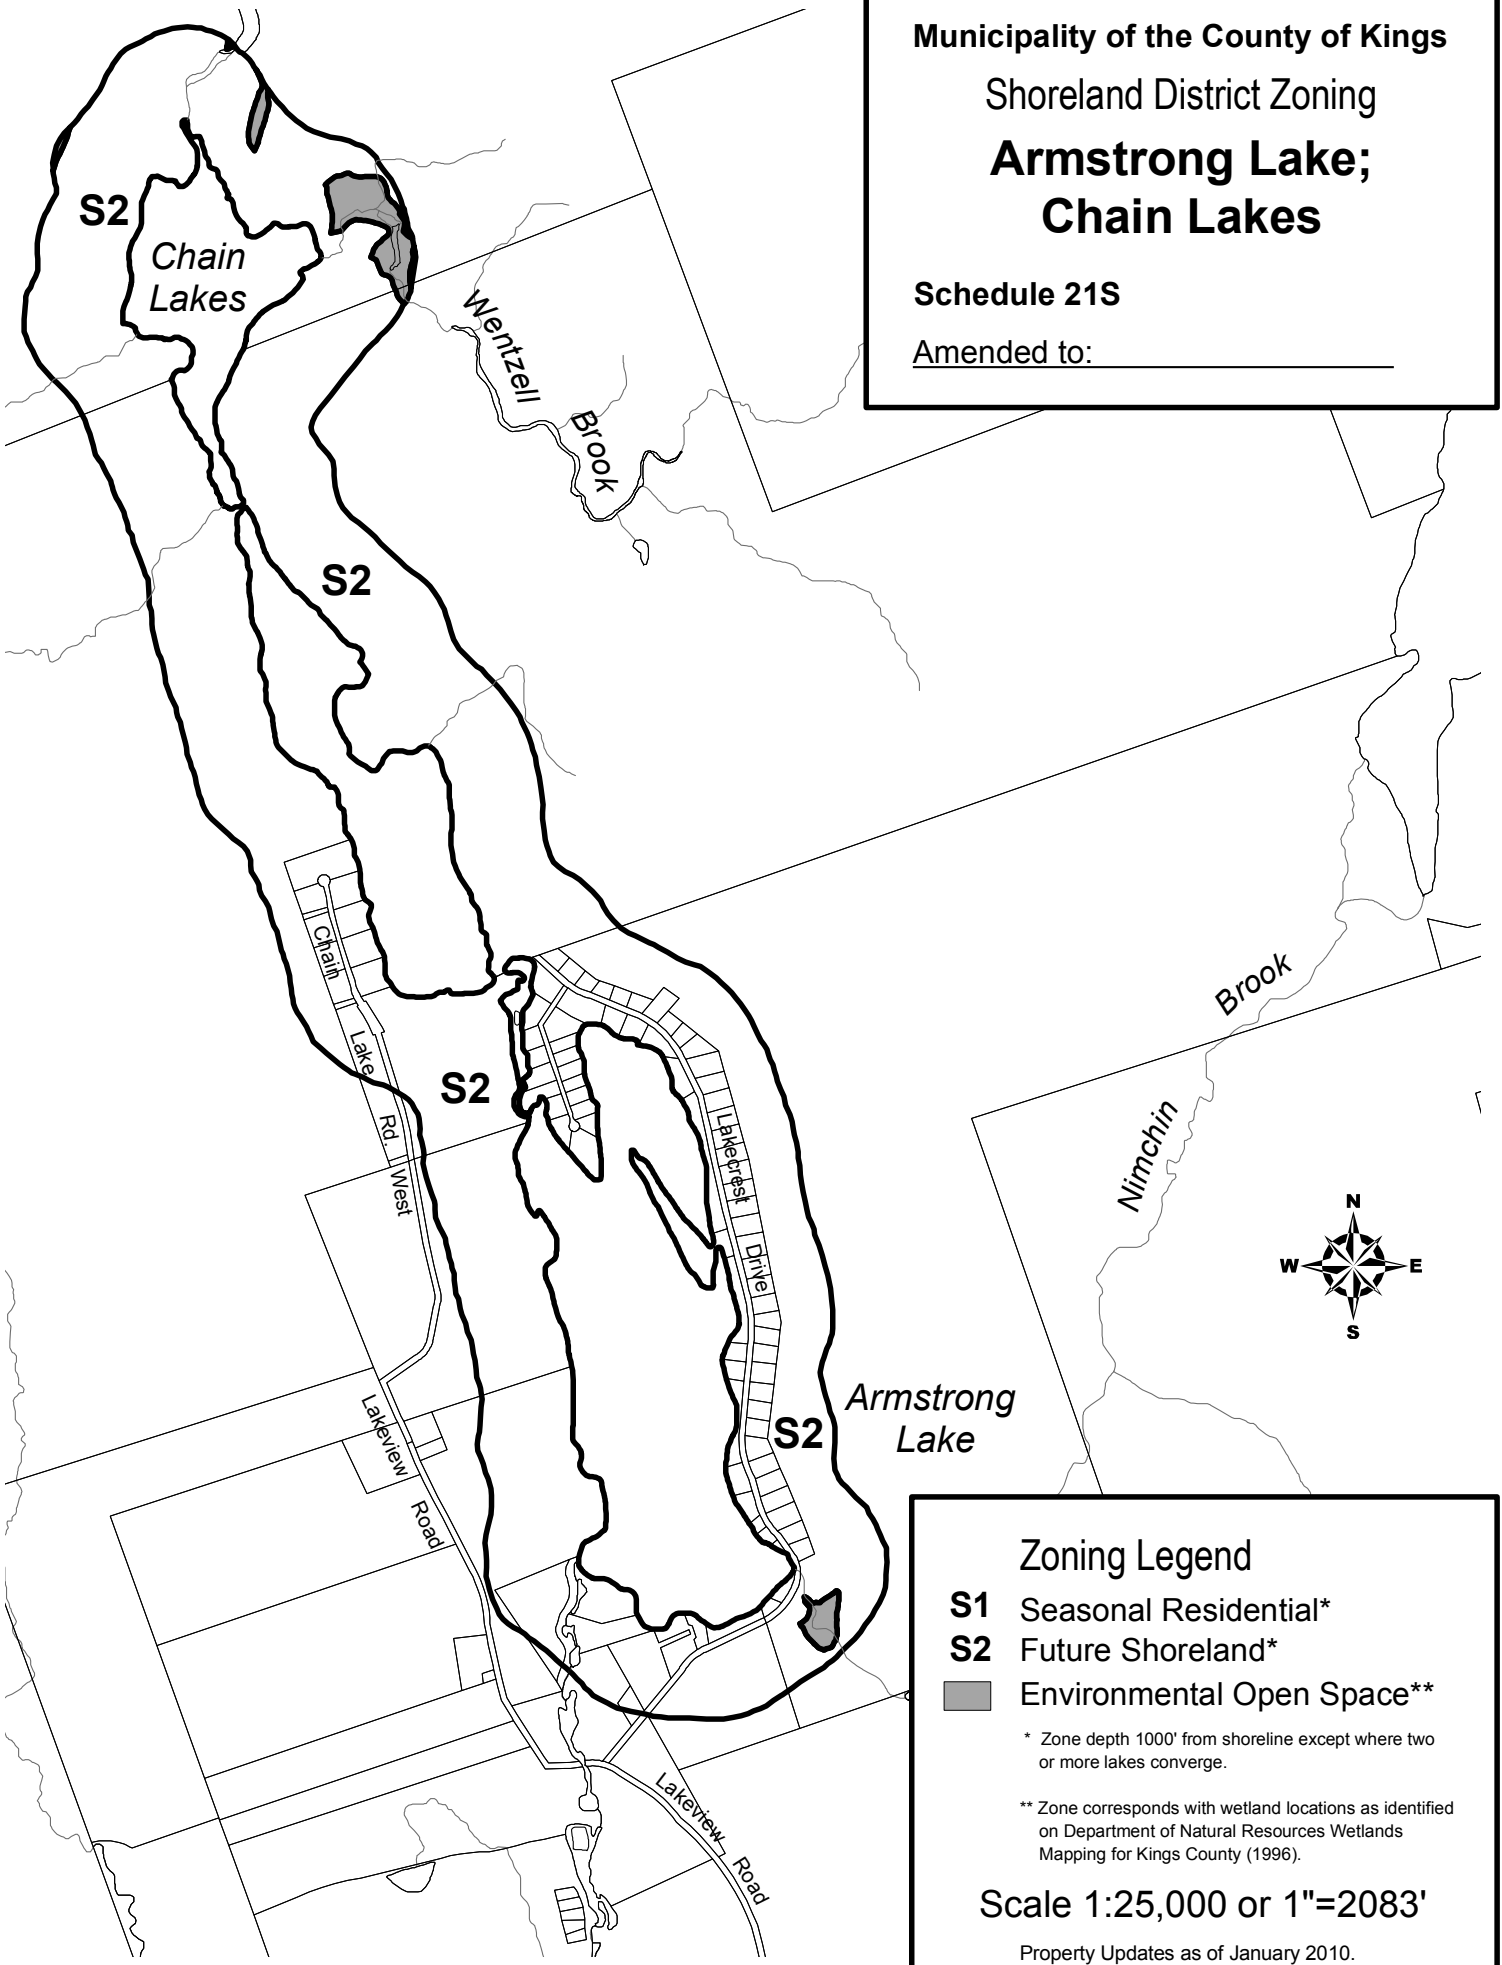 Municipality of the County of Kings
Shoreland District Zoning
Armstrong Lake;
Chain Lakes
Schedule 21S
Amended to:
S2
Chain
Lakes
Wentzell
Brook
S2
Chain
Lake
Rd.
West
S2
Lakecrest
Drive
Brook
Nimchin
N
W
E
S
Armstrong
Lake
S2
Lakeview
Road
Lakeview
Road
Zoning Legend
S1 Seasonal Residential*
S2 Future Shoreland*
Environmental Open Space**
* Zone depth 1000' from shoreline except where two
or more lakes converge.
** Zone corresponds with wetland locations as identified
on Department of Natural Resources Wetlands
Mapping for Kings County (1996).
Scale 1:25,000 or 1"=2083'
Property Updates as of January 2010.